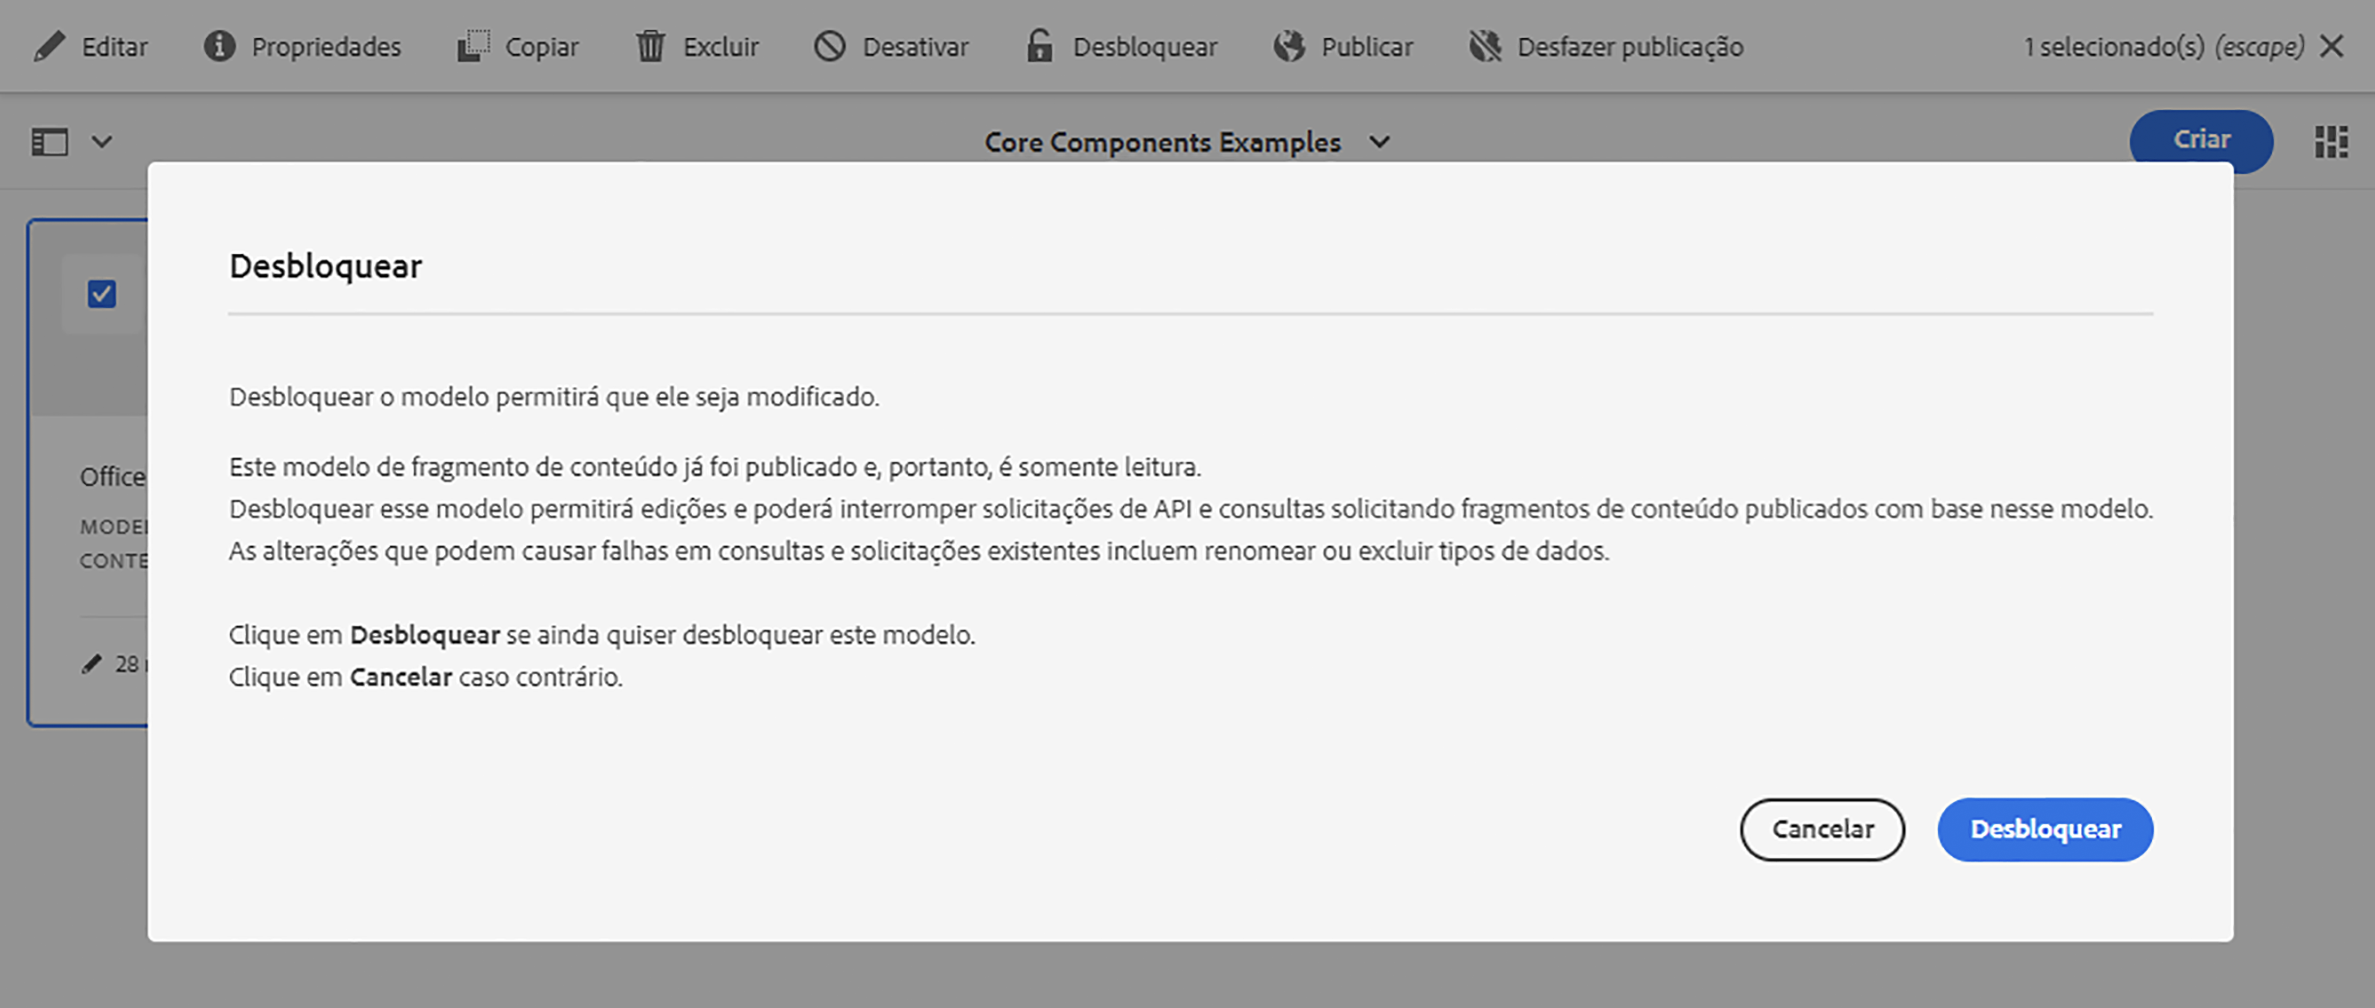 Editar Propriedades Copiar Excluir Desativar Desbloquear Publicar Desfazer publicação 1 selecionado(s) (escape)
Core Components Examples Criar
Desbloquear
Desbloquear o modelo permitirá que ele seja modificado.
Este modelo de fragmento de conteúdo já foi publicado e, portanto, é somente leitura.
Desbloquear esse modelo permitirá edições e poderá interromper solicitações de API e consultas solicitando fragmentos de conteúdo publicados com base nesse modelo.
As alterações que podem causar falhas em consultas e solicitações existentes incluem renomear ou excluir tipos de dados.
Clique em Desbloquear se ainda quiser desbloquear este modelo.
Clique em Cancelar caso contrário.
Cancelar Desbloquear
Office
MODEL
CONTE
28